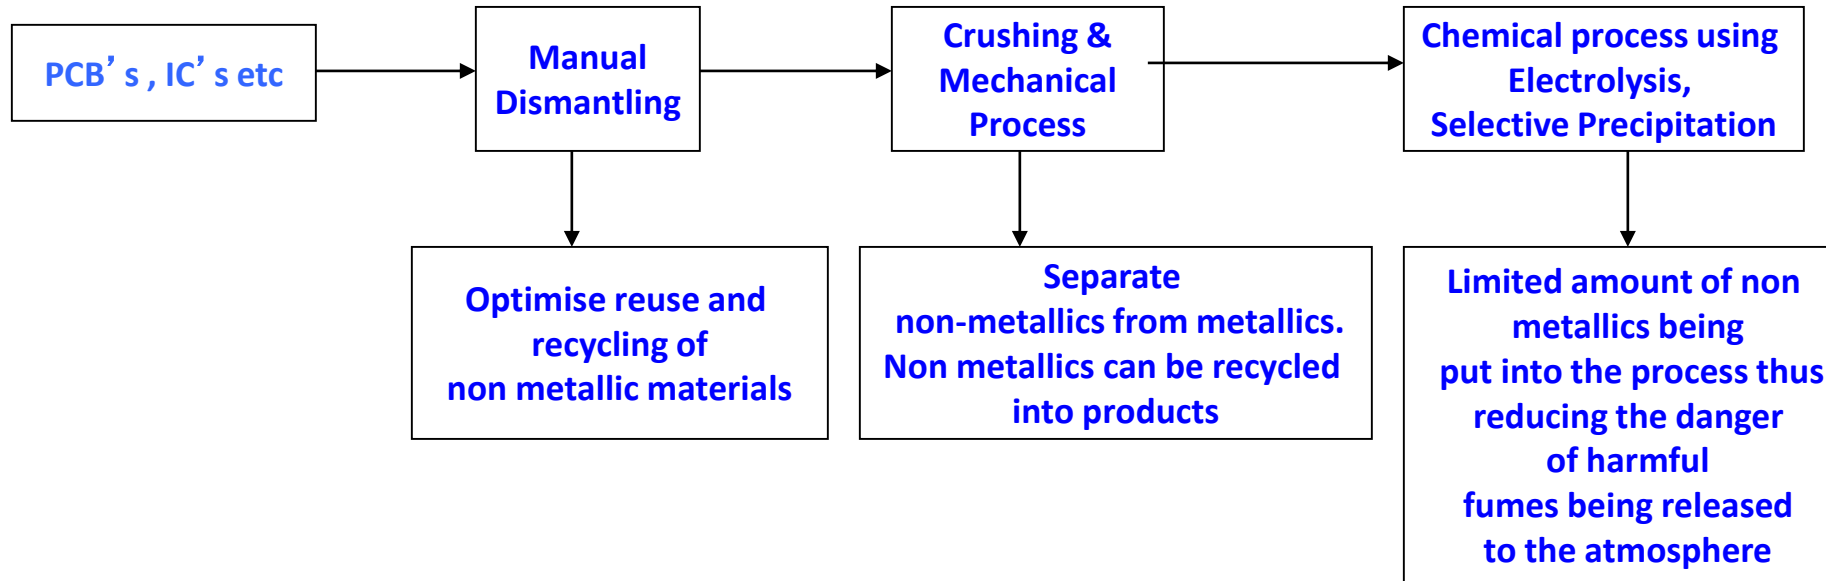 PCB’s , IC’s etc
Manual
Dismantling
Crushing &
Mechanical
Process
Chemical process using
Electrolysis,
Selective Precipitation
Optimise reuse and
recycling of
non metallic materials
Separate
non-metallics from metallics.
Non metallics can be recycled
into products
Limited amount of non
metallics being
put into the process thus
reducing the danger
of harmful
fumes being released
to the atmosphere